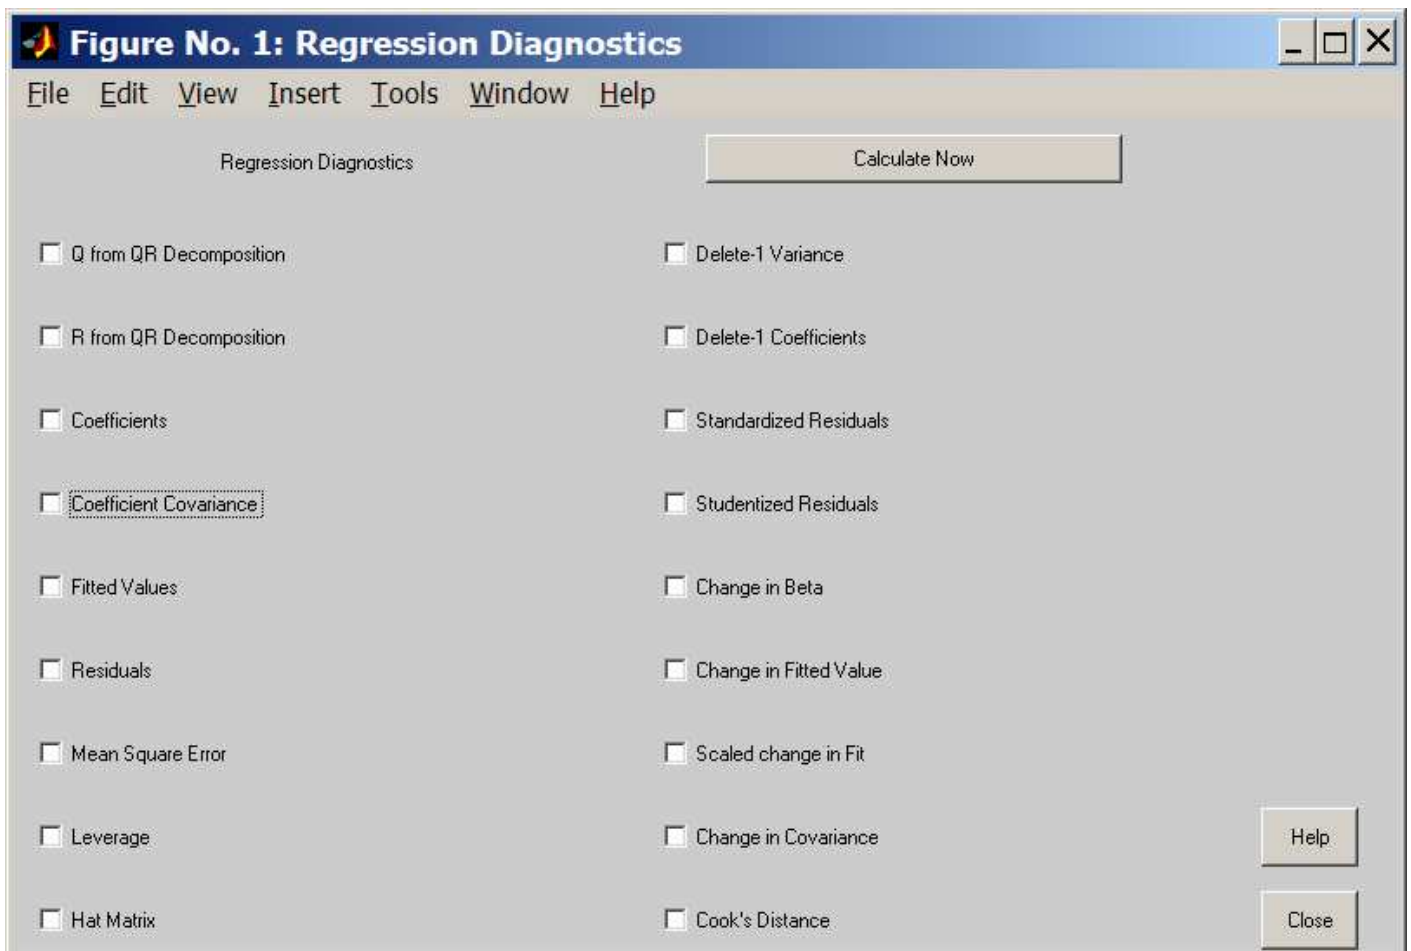 Figure No. 1: Regression Diagnostics
File Edit View Insert Tools Window Help
Regression Diagnostics
Calculate Now
Q from QR Decomposition
Delete-1 Variance
R from QR Decomposition
Delete-1 Coefficients
Coefficients
Standardized Residuals
Coefficient Covariance
Studentized Residuals
Fitted Values
Change in Beta
Residuals
Change in Fitted Value
Mean Square Error
Scaled change in Fit
Leverage
Change in Covariance
Help
Hat Matrix
Cook's Distance
Close